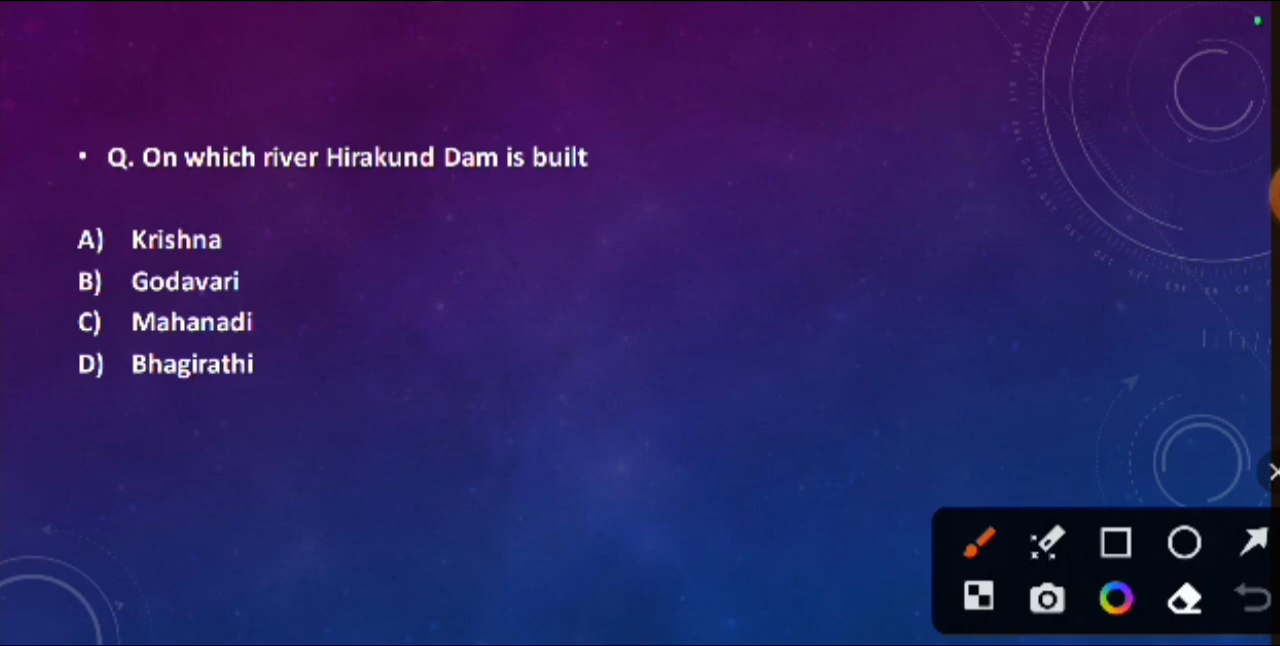 • Q. On which river Hirakund Dam is built
A) Krishna
B) Godavari
C) Mahanadi
D) Bhagirathi